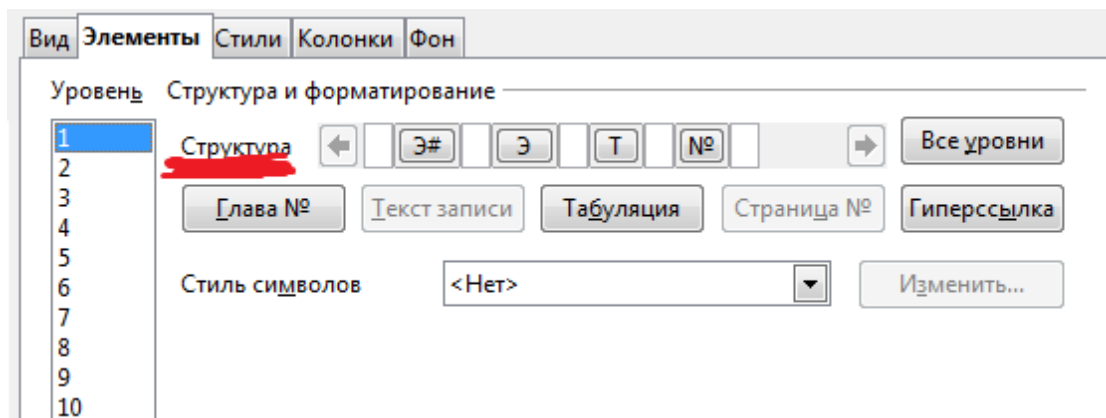 Вид Элементы Стили Колонки Фон
Уровень Структура и форматирование
1
Структура Э# Э Т № Все уровни
2
3
Глава № Текст записи Табуляция Страница № Гиперссылка
4
5
6 Стиль символов <Нет> Изменить...
7
8
9
10